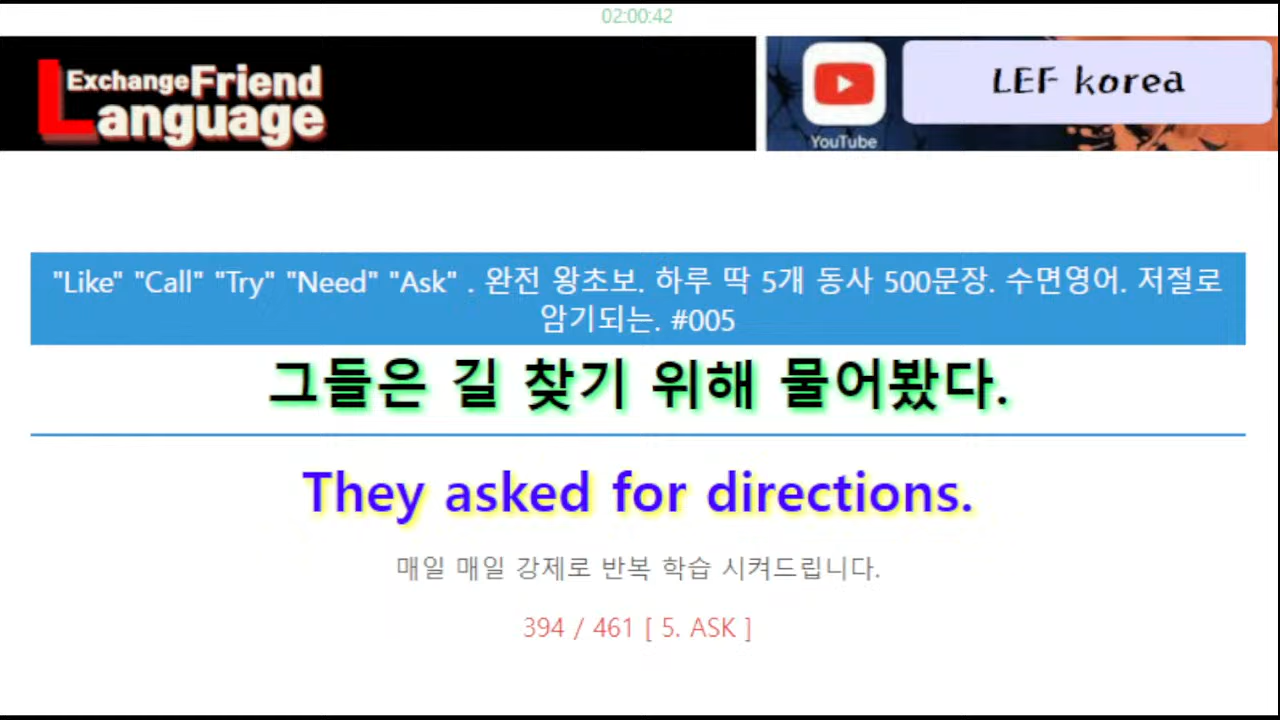 02:00:42
ExchangeFriend
Language
LEF korea
YouTube
"Like" "Call" "Try" "Need" "Ask" . 완전 왕초보. 하루 딱 5개 동사 500문장. 수면영어. 저절로
암기되는. #005
그들은 길 찾기 위해 물어봤다.
They asked for directions.
매일 매일 강제로 반복 학습 시켜드립니다.
394 / 461 [ 5. ASK ]